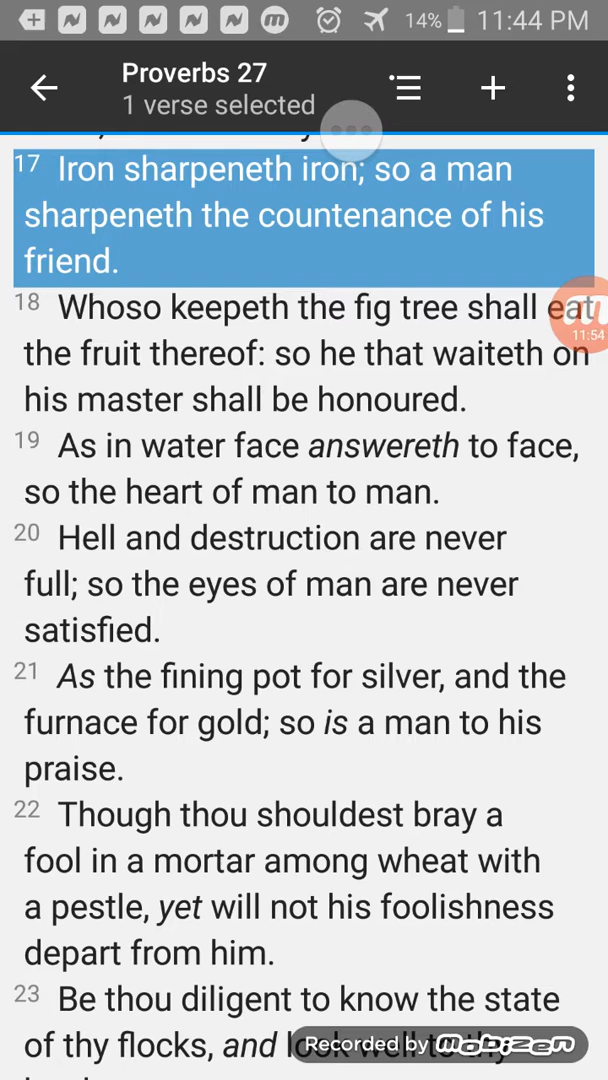 14% 11:44 PM
Proverbs 27
1 verse selected
17 Iron sharpeneth iron; so a man
sharpeneth the countenance of his
friend.
18 Whoso keepeth the fig tree shall eat
the fruit thereof: so he that waiteth on
his master shall be honoured.
11:54
19 As in water face answereth to face,
so the heart of man to man.
20 Hell and destruction are never
full; so the eyes of man are never
satisfied.
21 As the fining pot for silver, and the
furnace for gold; so is a man to his
praise.
22 Though thou shouldest bray a
fool in a mortar among wheat with
a pestle, yet will not his foolishness
depart from him.
23 Be thou diligent to know the state
of thy flocks, and look well to thy
Recorded by mobizen